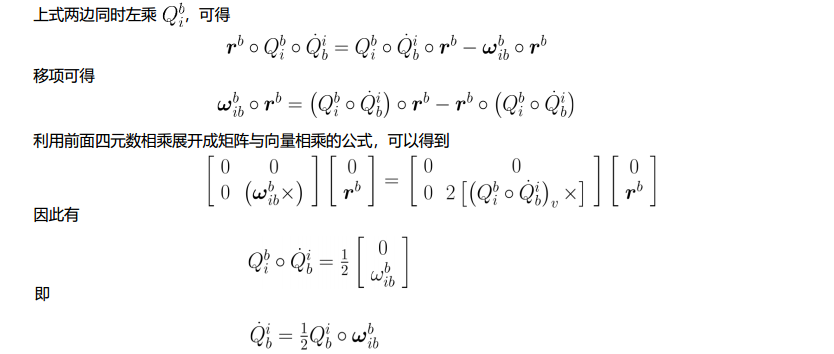 上式两边同时左乘 $Q_i^b$，可得
$\boldsymbol{r}^b \circ Q_i^b \circ \dot{Q}_b^i = Q_i^b \circ \dot{Q}_b^i \circ \boldsymbol{r}^b - \boldsymbol{\omega}_{ib}^b \circ \boldsymbol{r}^b$
移项可得
$\boldsymbol{\omega}_{ib}^b \circ \boldsymbol{r}^b = \left( Q_i^b \circ \dot{Q}_b^i \right) \circ \boldsymbol{r}^b - \boldsymbol{r}^b \circ \left( Q_i^b \circ \dot{Q}_b^i \right)$
利用前面四元数相乘展开成矩阵与向量相乘的公式，可以得到
$\begin{bmatrix} 0 & 0 \\ 0 & \left( \boldsymbol{\omega}_{ib}^b \times \right) \end{bmatrix} \begin{bmatrix} 0 \\ \boldsymbol{r}^b \end{bmatrix} = \begin{bmatrix} 0 & 0 \\ 0 & 2 \left[ \left( Q_i^b \circ \dot{Q}_b^i \right)_v \times \right] \end{bmatrix} \begin{bmatrix} 0 \\ \boldsymbol{r}^b \end{bmatrix}$
因此有
$Q_i^b \circ \dot{Q}_b^i = \frac{1}{2} \begin{bmatrix} 0 \\ \omega_{ib}^b \end{bmatrix}$
即
$\dot{Q}_b^i = \frac{1}{2} Q_b^i \circ \boldsymbol{\omega}_{ib}^b$